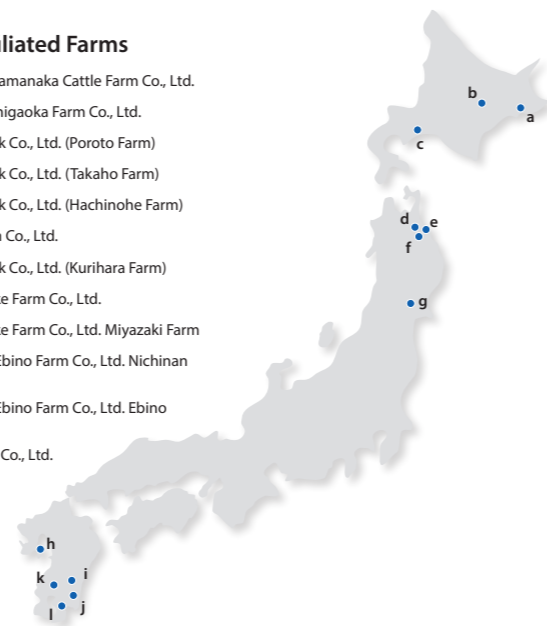 liated Farms
amanaka Cattle Farm Co., Ltd.
higaoka Farm Co., Ltd.
k Co., Ltd. (Poroto Farm)
k Co., Ltd. (Takaho Farm)
k Co., Ltd. (Hachinohe Farm)
Co., Ltd.
k Co., Ltd. (Kurihara Farm)
e Farm Co., Ltd.
e Farm Co., Ltd. Miyazaki Farm
Ebino Farm Co., Ltd. Nichinan
Ebino Farm Co., Ltd. Ebino
Co., Ltd.
b
a
c
d
e
f
g
h
i
k
j
l